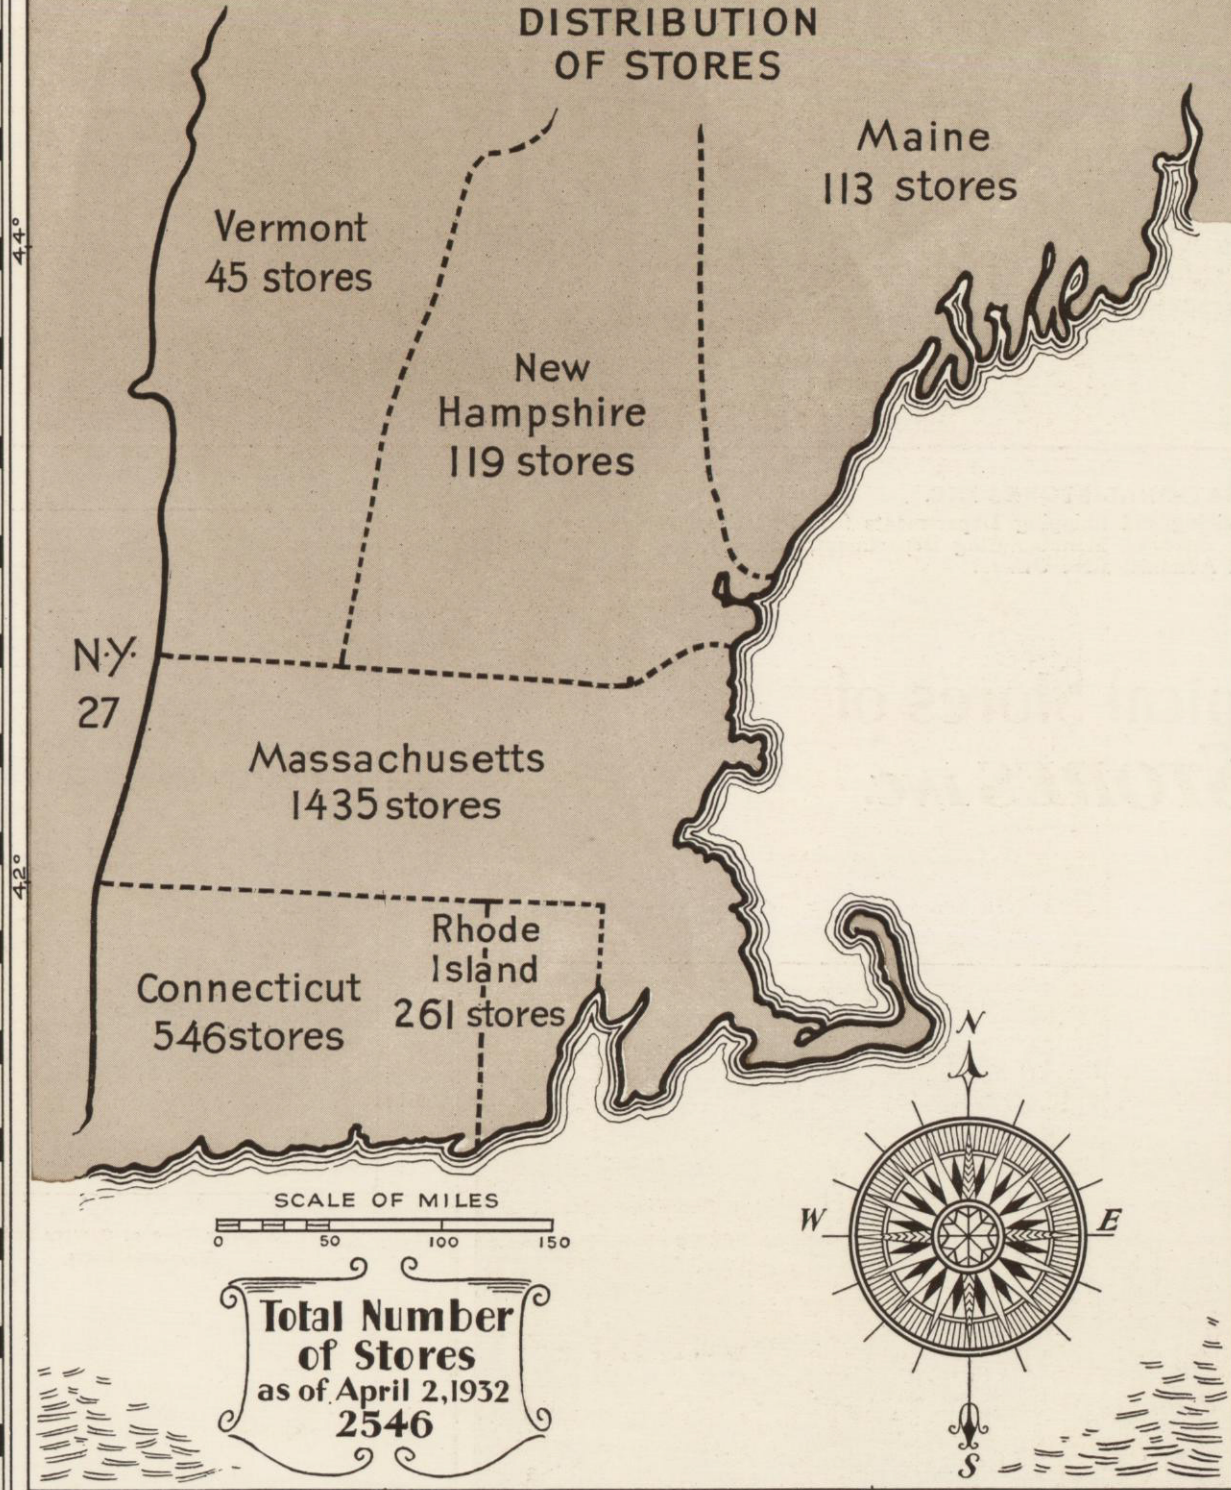 DISTRIBUTION
OF STORES
Maine
113 stores
Vermont
45 stores
44°
New
Hampshire
119 stores
N.Y.
27
Massachusetts
1435 stores
42°
Rhode
Island
261 stores
Connecticut
546 stores
N
W
E
S
SCALE OF MILES
0 50 100 150
Total Number
of Stores
as of April 2, 1932
2546